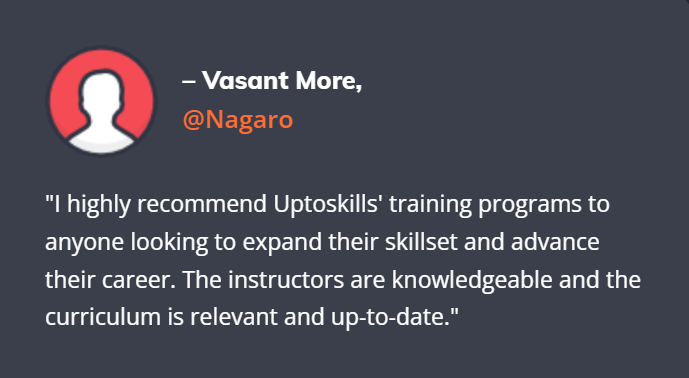 – Vasant More,
@Nagaro
"I highly recommend Uptoskills' training programs to
anyone looking to expand their skillset and advance
their career. The instructors are knowledgeable and the
curriculum is relevant and up-to-date."